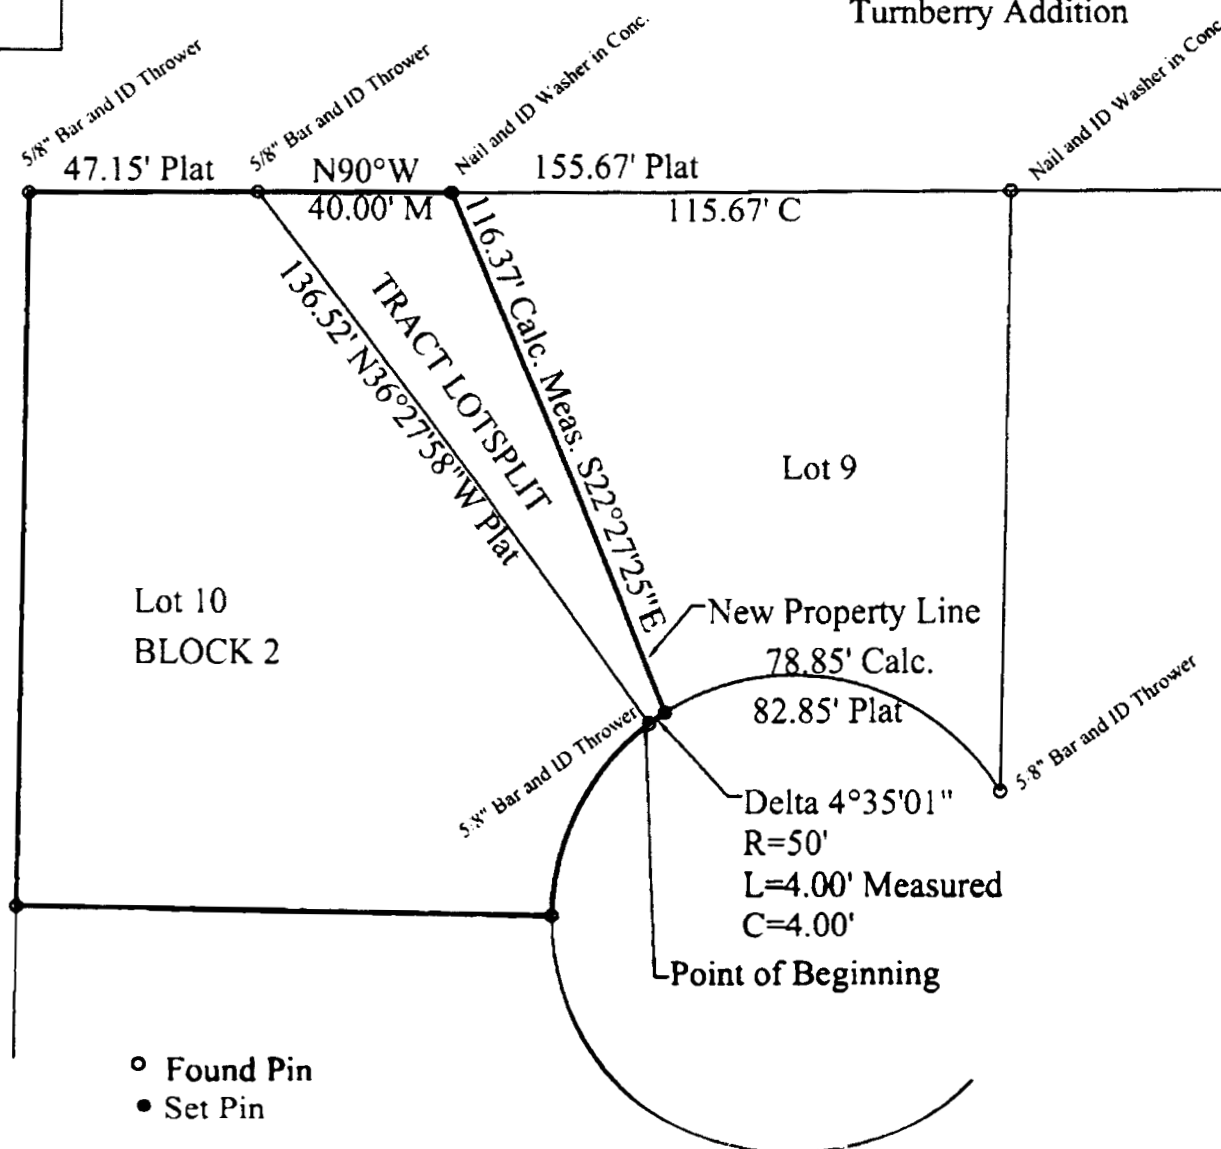 Turnberry Addition
5/8" Bar and ID Thrower
5/8" Bar and ID Thrower
Nail and ID Washer in Conc.
Nail and ID Washer in Conc
47.15' Plat
N90°W
155.67' Plat
40.00' M
115.67' C
116.37' Calc. Meas. S22°27'25"E
TRACT LOTSPLIT
136.52' N36°27'58"W Plat
Lot 9
Lot 10
BLOCK 2
New Property Line
78.85' Calc.
82.85' Plat
5/8" Bar and ID Thrower
5/8" Bar and ID Thrower
Delta 4°35'01"
R=50'
L=4.00' Measured
C=4.00'
Point of Beginning
Found Pin
Set Pin